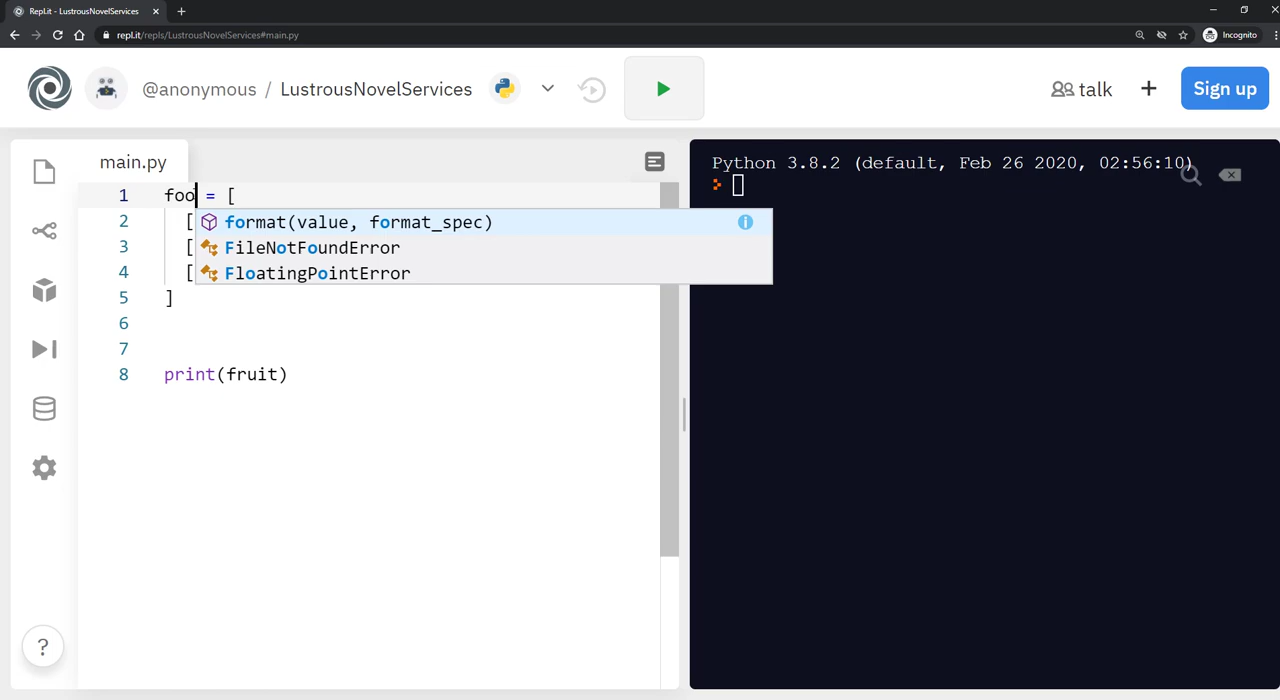 Repl.it - LustrousNovelServices
repl.it/repls/LustrousNovelServices#main.py
Incognito
@anonymous / LustrousNovelServices
talk
+
Sign up
main.py
1 foo = [
2 [
3 [
4 [
5 ]
6
7
8 print(fruit)
format(value, format_spec)
FileNotFoundError
FloatingPointError
?
Python 3.8.2 (default, Feb 26 2020, 02:56:10)